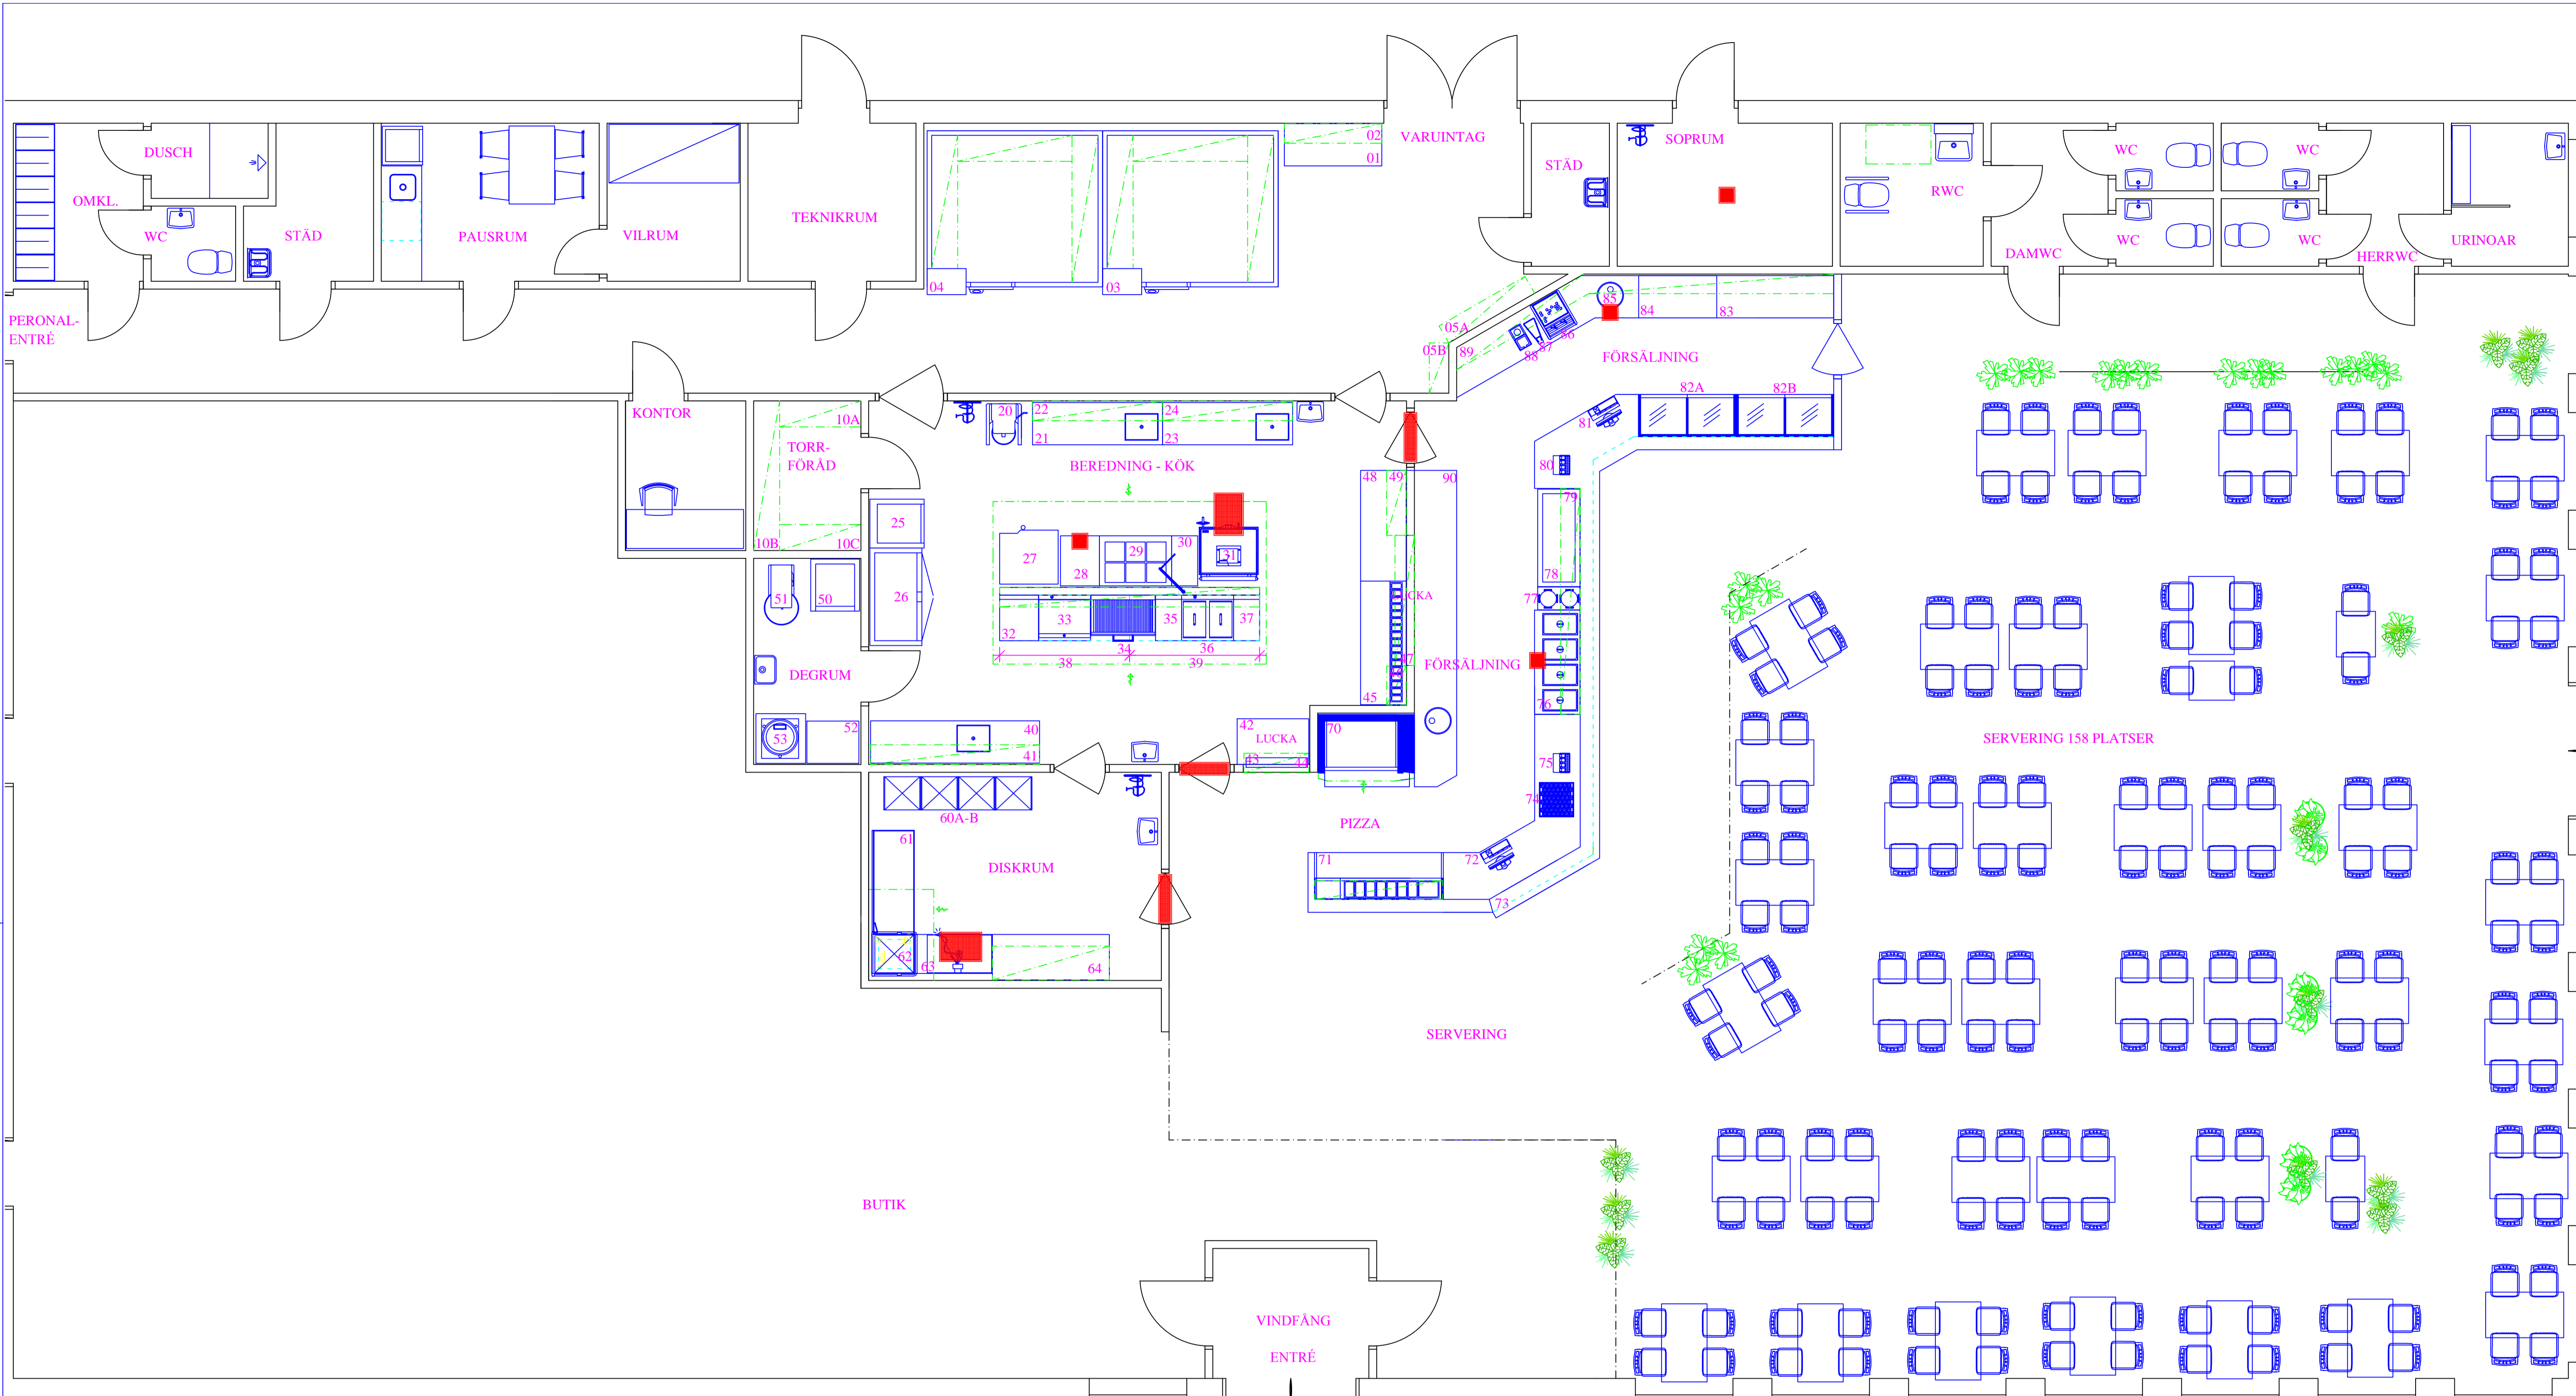 02
01
VARUINTAG
SOPRUM
DUSCH
STÄD
WC
WC
RWC
OMKL.
TEKNIKRUM
WC
STÄD
PAUSRUM
VILRUM
WC
WC
URINOAR
DAMWC
HERRWC
04
03
PERONAL-
ENTRÉ
85
84
83
05A
05B
89
88
87
86
FÖRSÄLJNING
82A
82B
KONTOR
10A
TORR-
FÖRÅD
10B
10C
20
22
21
24
23
81
BEREDNING - KÖK
80
48
49
90
79
78
25
26
27
28
29
30
31
LUCKA
77
51
50
32
33
34
35
36
37
38
39
47
46
45
FÖRSÄLJNING
76
DEGRUM
53
52
40
41
42
LUCKA
43
44
70
75
74
SERVERING 158 PLATSER
60A-B
PIZZA
61
71
72
73
DISKRUM
62
63
64
SERVERING
BUTIK
VINDFÅNG
ENTRÉ